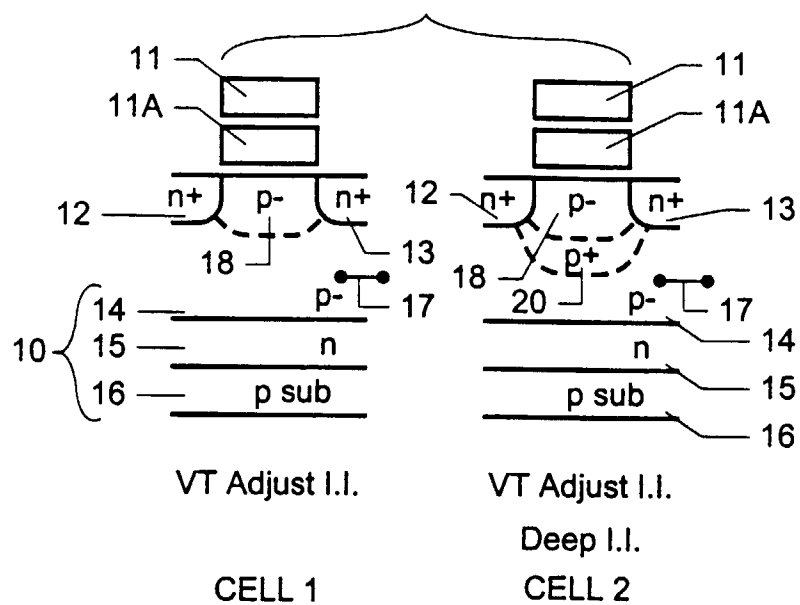 11 11
11A 11A
n+ p- n+ n+ p- n+
12 12 13
18 13 18 p+
20
p- 17 p- 17
14 14
10 15 n n 15
16 p sub p sub 16
VT Adjust I.I. VT Adjust I.I.
Deep I.I.
CELL 1 CELL 2